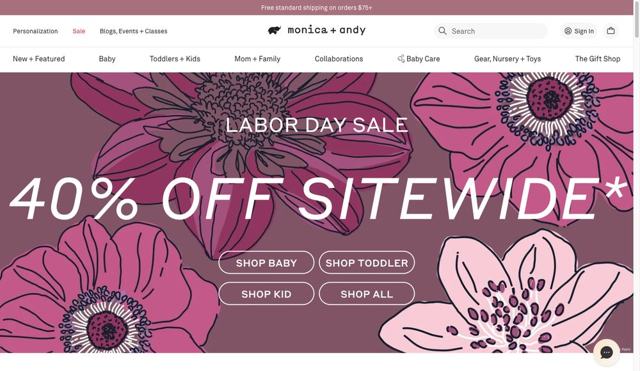 Free standard shipping on orders $75+
Personalization Sale Blogs, Events + Classes monica + andy Search Sign In
New + Featured Baby Toddlers + Kids Mom + Family Collaborations Baby Care Gear, Nursery + Toys The Gift Shop
LABOR DAY SALE
40% OFF SITEWIDE*
SHOP BABY SHOP TODDLER
SHOP KID SHOP ALL